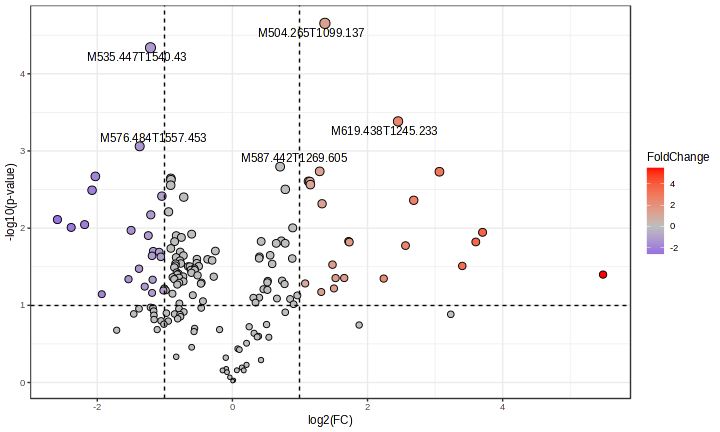 M504.265T1099.137
M535.447T1540.43
M619.438T1245.233
M576.484T1557.453
M587.442T1269.605
-log10(p-value)
4
3
2
1
0
-2
0
2
4
log2(FC)
FoldChange
4
2
0
-2